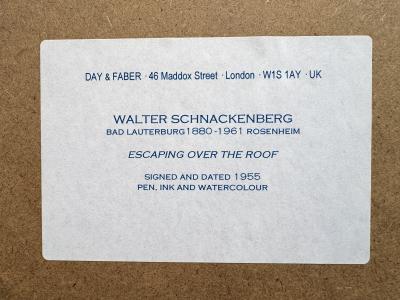 DAY & FABER · 46 Maddox Street · London · W1S 1AY · UK
WALTER SCHNACKENBERG
BAD LAUTERBURG 1880-1961 ROSENHEIM
ESCAPING OVER THE ROOF
SIGNED AND DATED 1955
PEN, INK AND WATERCOLOUR